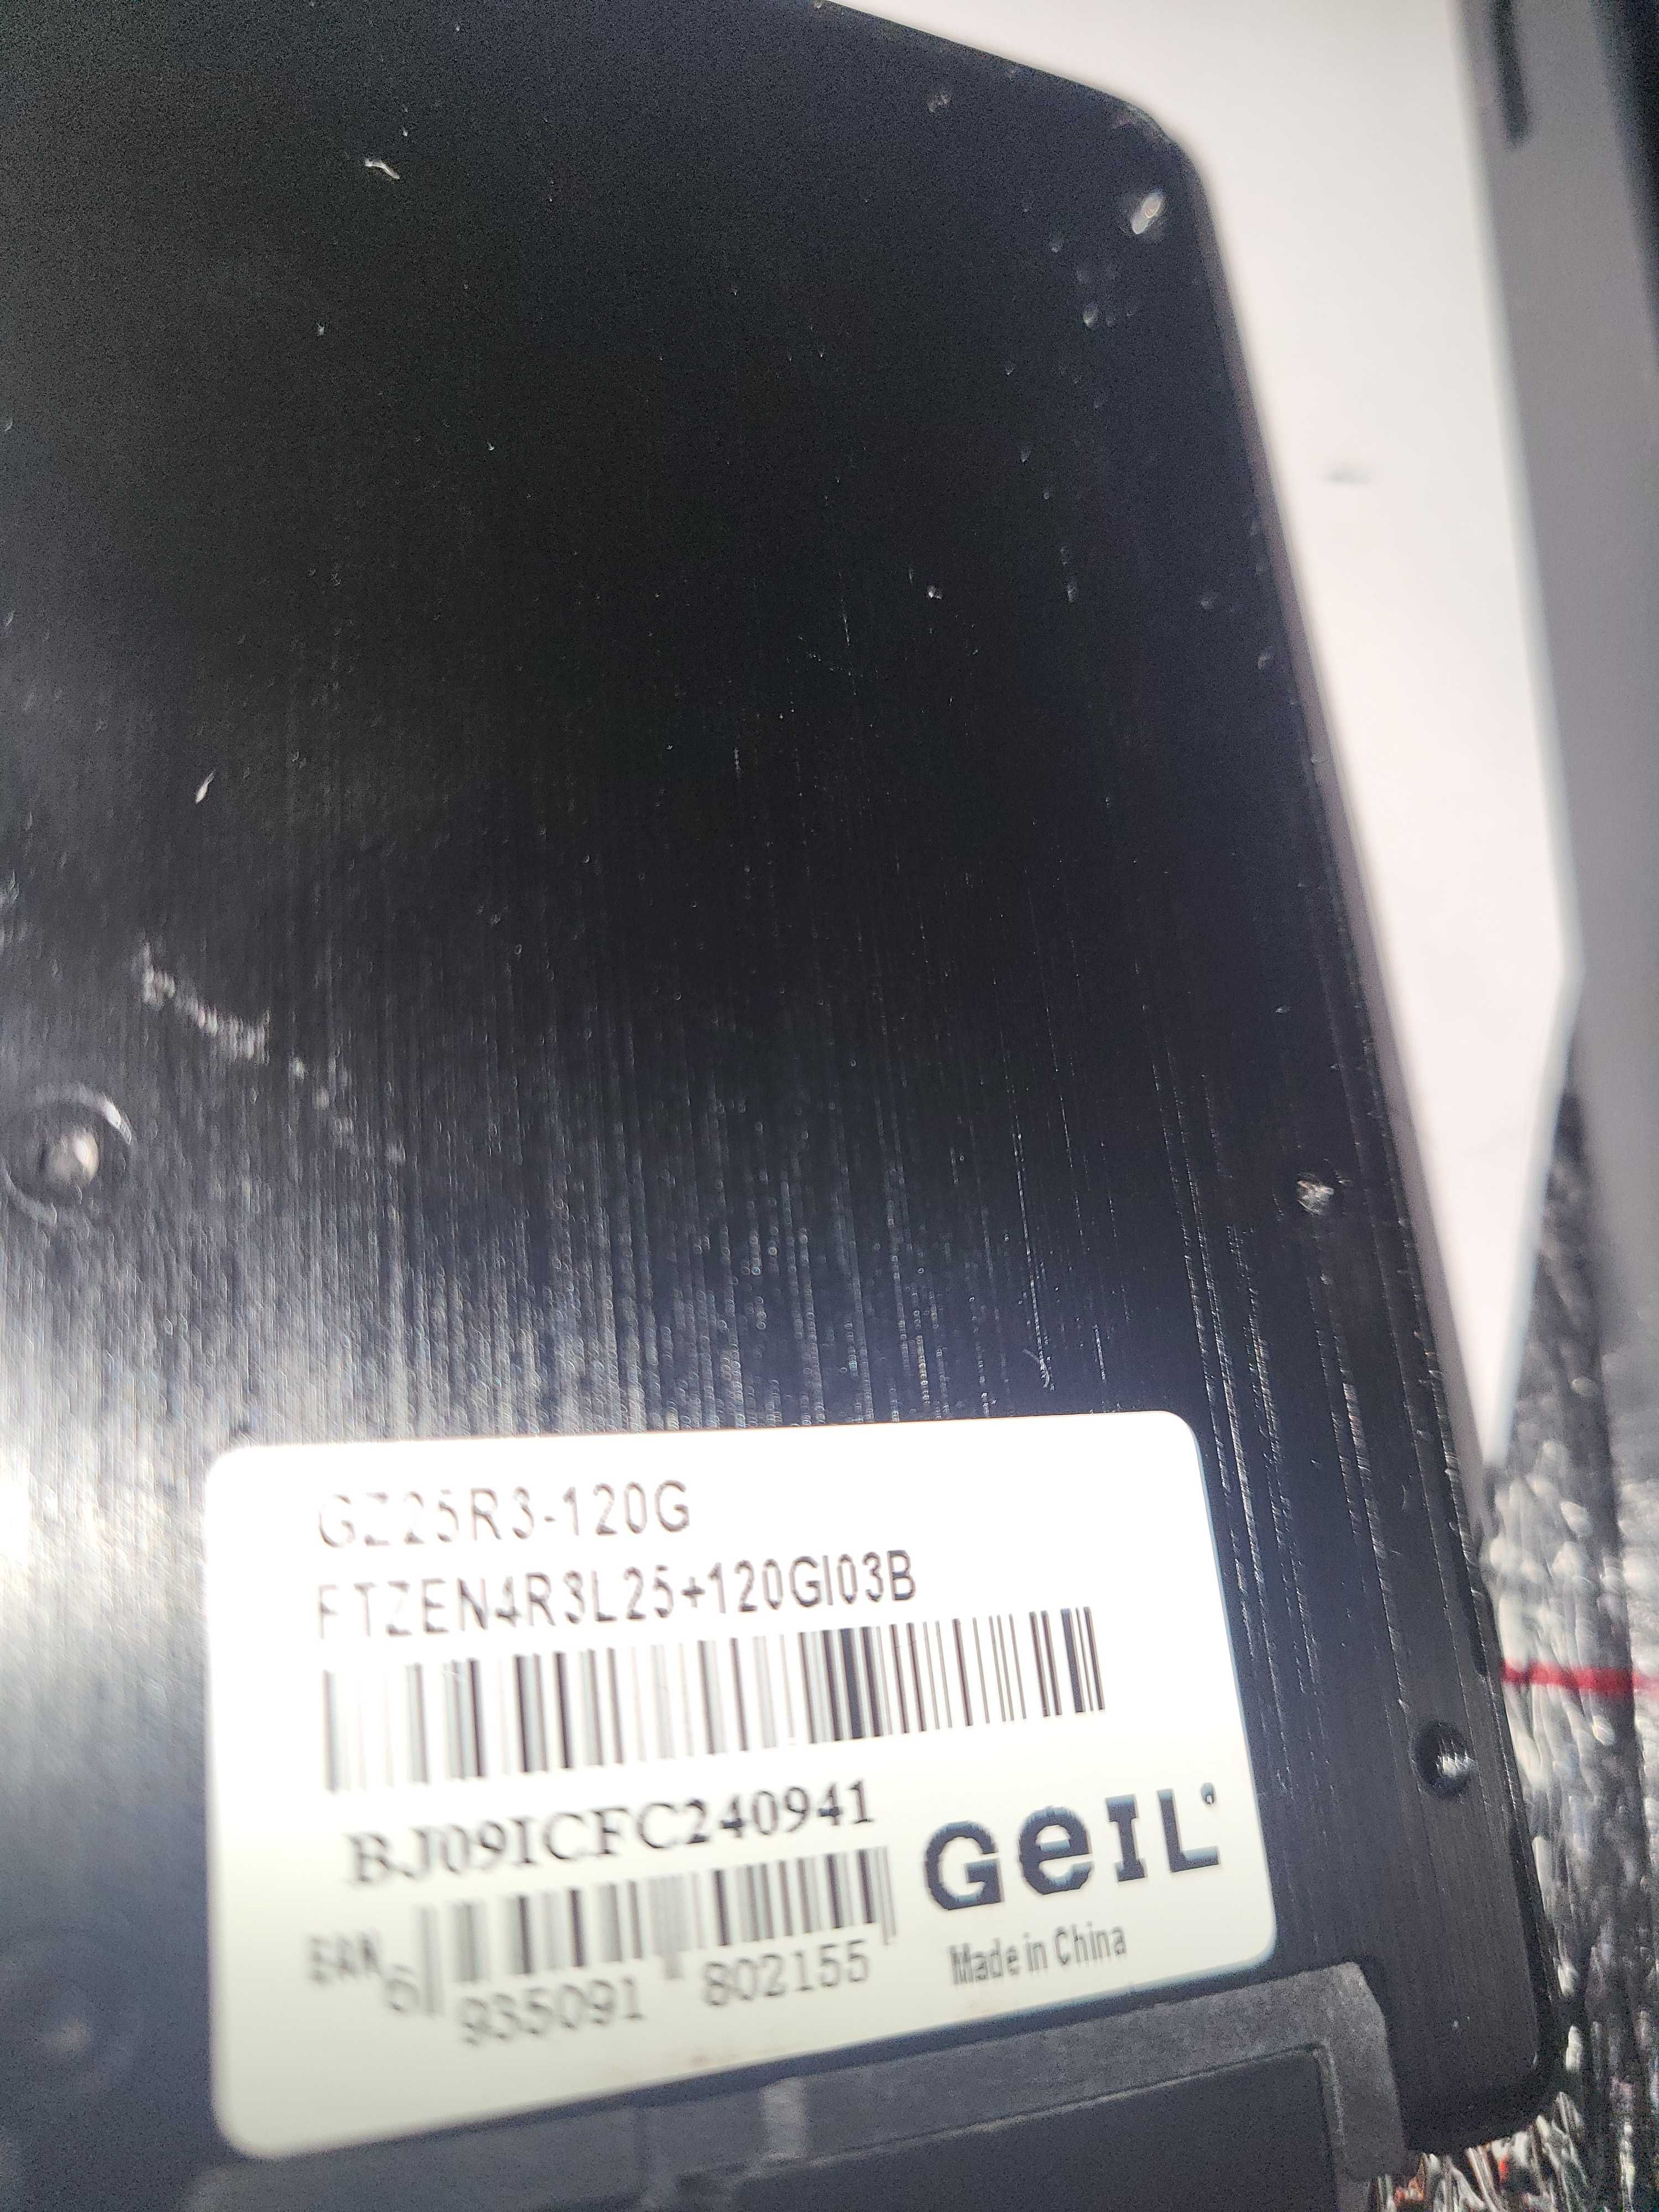 GZ25R3-120G
FTZEN4R3L25+120GI03B
BJ09ICFC240941
GeIL
EAN
6 935091 802155
Made in China